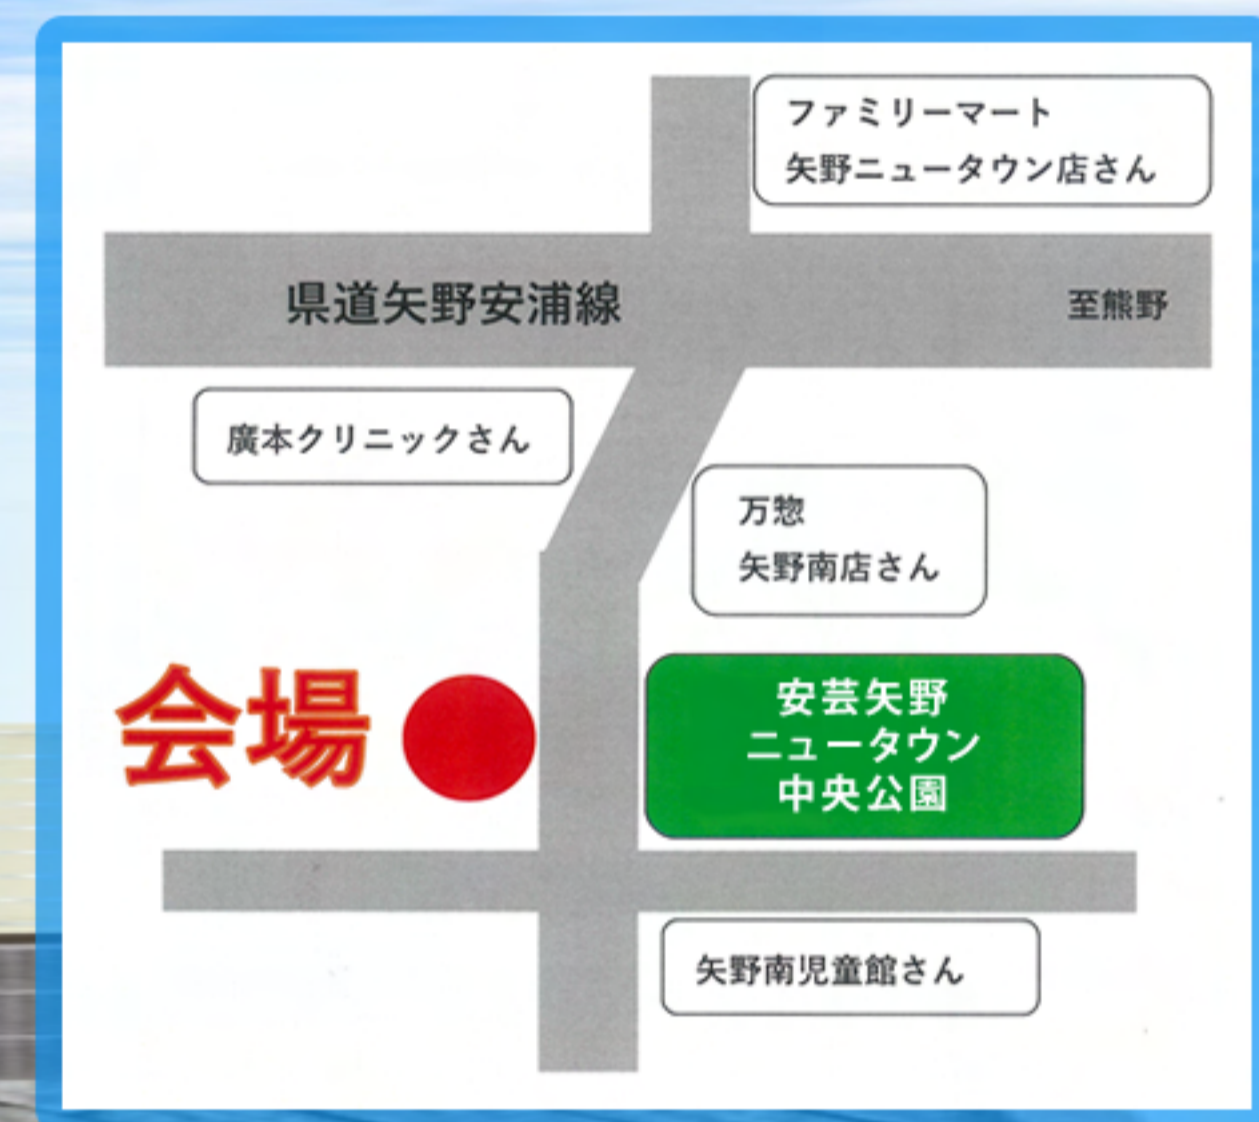 ファミリーマート
矢野ニュータウン店さん
県道矢野安浦線
至熊野
廣本クリニックさん
万惣
矢野南店さん
会場
安芸矢野
ニュータウン
中央公園
矢野南児童館さん